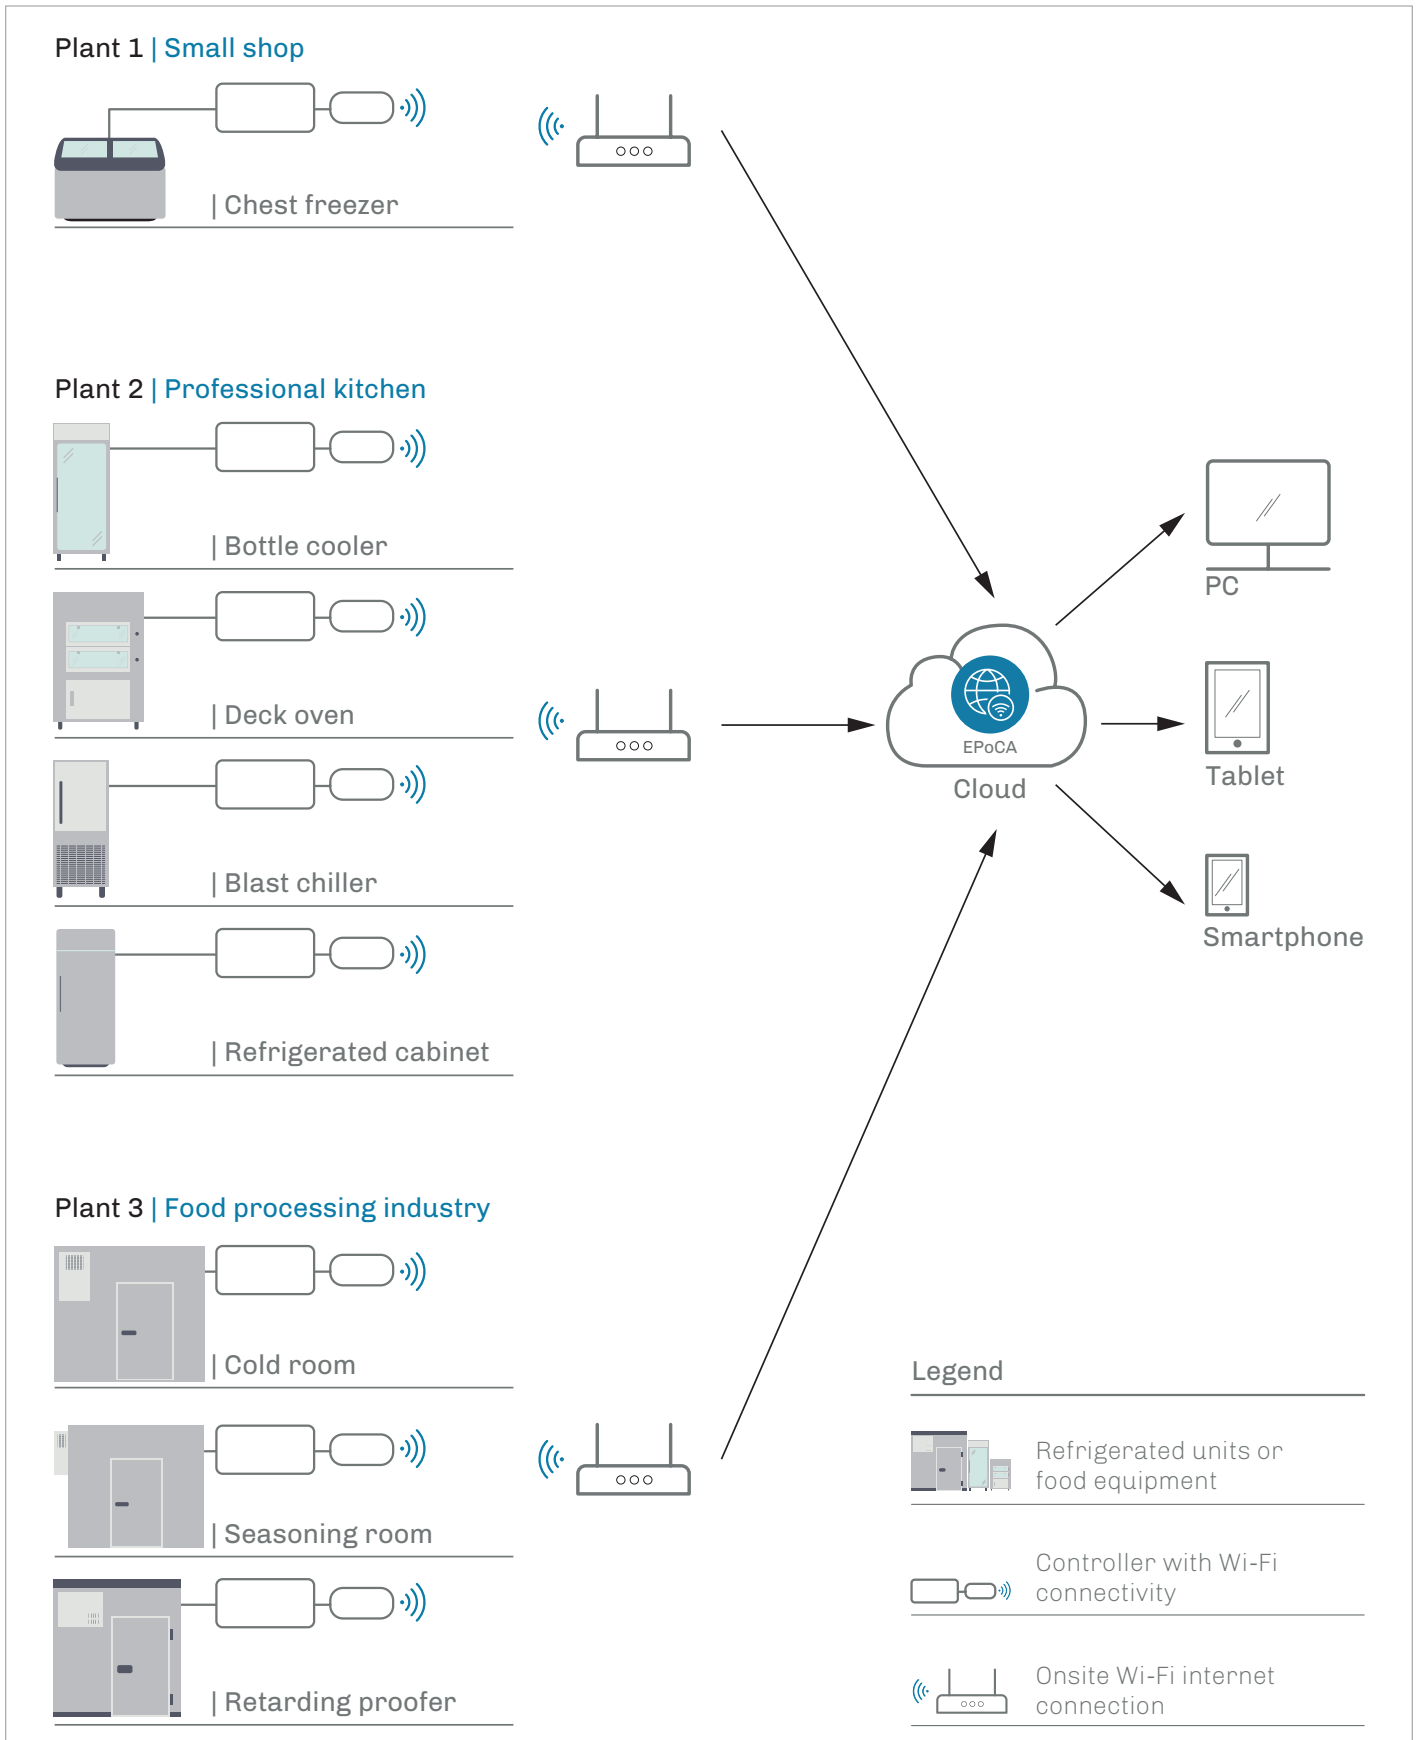 Plant 1 | Small shop
| Chest freezer
Plant 2 | Professional kitchen
| Bottle cooler
| Deck oven
| Blast chiller
| Refrigerated cabinet
Plant 3 | Food processing industry
| Cold room
| Seasoning room
| Retarding proofer
EPoCA
Cloud
PC
Tablet
Smartphone
Legend
Refrigerated units or
food equipment
Controller with Wi-Fi
connectivity
Onsite Wi-Fi internet
connection